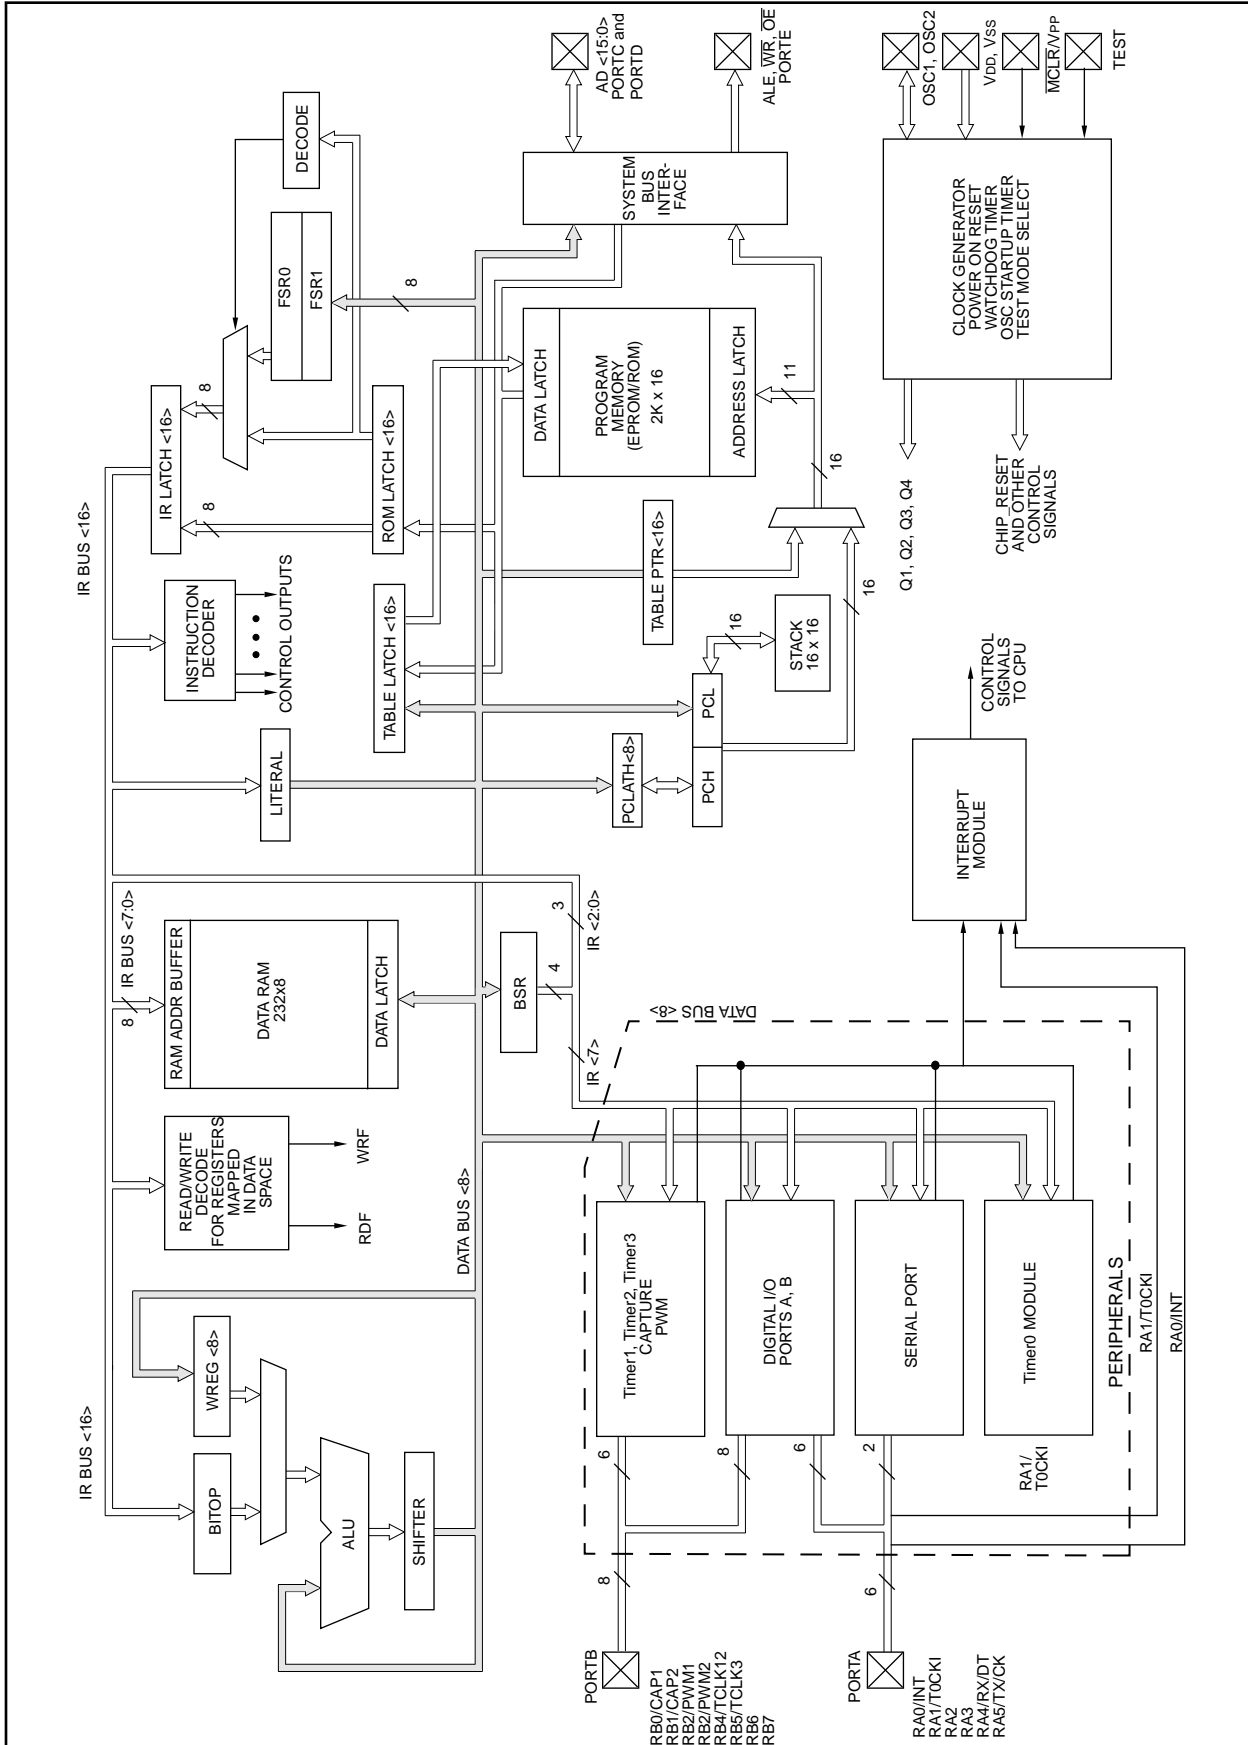 IR BUS <16>
BITOP
WREG <8>
ALU
SHIFTER
READ/WRITE
DECODE
FOR REGISTERS
MAPPED
IN DATA
SPACE
RDF
WRF
IR BUS <7:0>
8
RAM ADDR BUFFER
DATA RAM
232x8
DATA LATCH
LITERAL
INSTRUCTION
DECODER
CONTROL OUTPUTS
IR BUS <16>
IR LATCH <16>
8
8
ROM LATCH <16>
FSR0
FSR1
8
DECODE
TABLE LATCH <16>
DATA BUS <8>
BSR
4
3
IR <2:0>
IR <7>
PCLATH<8>
PCH
PCL
16
STACK
16 x 16
TABLE PTR<16>
16
16
DATA LATCH
PROGRAM
MEMORY
(EPROM/ROM)
2K x 16
ADDRESS LATCH
11
SYSTEM
BUS
INTER-
FACE
AD <15:0>
PORTC and
PORTD
ALE, WR, OE
PORTE
DATA BUS <8>
PORTB
RB0/CAP1
RB1/CAP2
RB2/PWM1
RB2/PWM2
RB4/TCLK12
RB5/TCLK3
RB6
RB7
8
6
Timer1, Timer2, Timer3
CAPTURE
PWM
8
DIGITAL I/O
PORTS A, B
6
PORTA
RA0/INT
RA1/T0CKI
RA2
RA3
RA4/RX/DT
RA5/TX/CK
6
2
SERIAL PORT
RA1/
T0CKI
Timer0 MODULE
PERIPHERALS
RA1/T0CKI
RA0/INT
INTERRUPT
MODULE
CONTROL
SIGNALS
TO CPU
Q1, Q2, Q3, Q4
CHIP_RESET
AND OTHER
CONTROL
SIGNALS
CLOCK GENERATOR
POWER ON RESET
WATCHDOG TIMER
OSC STARTUP TIMER
TEST MODE SELECT
OSC1, OSC2
VDD, VSS
MCLR/VPP
TEST